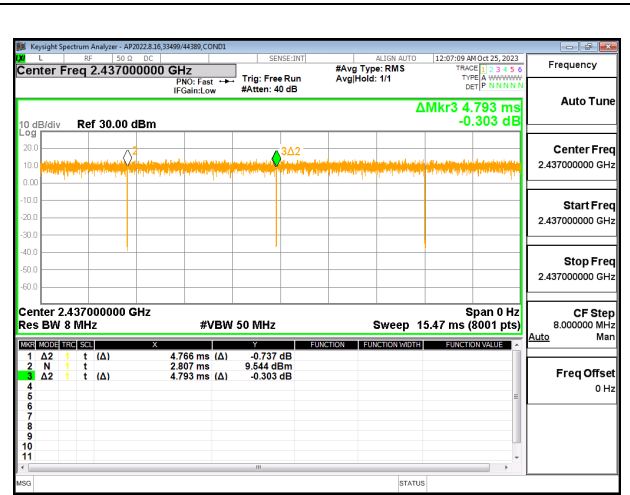 Keysight Spectrum Analyzer - AP2022.8.16,33499/44389,COND1
LXI L RF 50 Ω DC SENSE:INT ALIGN AUTO 12:07:09 AM Oct 25, 2023
Center Freq 2.437000000 GHz
PNO: Fast
IFGain:Low
Trig: Free Run
#Atten: 40 dB
#Avg Type: RMS
Avg|Hold: 1/1
TRACE 1 2 3 4 5 6
TYPE A WWWWW
DET P N N N N N
ΔMkr3 4.793 ms
-0.303 dB
10 dB/div Ref 30.00 dBm
Log
20.0
10.0
0.00
-10.0
-20.0
-30.0
-40.0
-50.0
-60.0
2
3Δ2
Center 2.437000000 GHz Span 0 Hz
Res BW 8 MHz #VBW 50 MHz Sweep 15.47 ms (8001 pts)
MKR MODE TRC SCL X Y FUNCTION FUNCTION WIDTH FUNCTION VALUE
1 Δ2 1 t (Δ) 4.766 ms (Δ) -0.737 dB
2 N 1 t 2.807 ms 9.544 dBm
3 Δ2 1 t (Δ) 4.793 ms (Δ) -0.303 dB
4
5
6
7
8
9
10
11
MSG STATUS
Frequency
Auto Tune
Center Freq
2.437000000 GHz
Start Freq
2.437000000 GHz
Stop Freq
2.437000000 GHz
CF Step
8.000000 MHz
Auto Man
Freq Offset
0 Hz